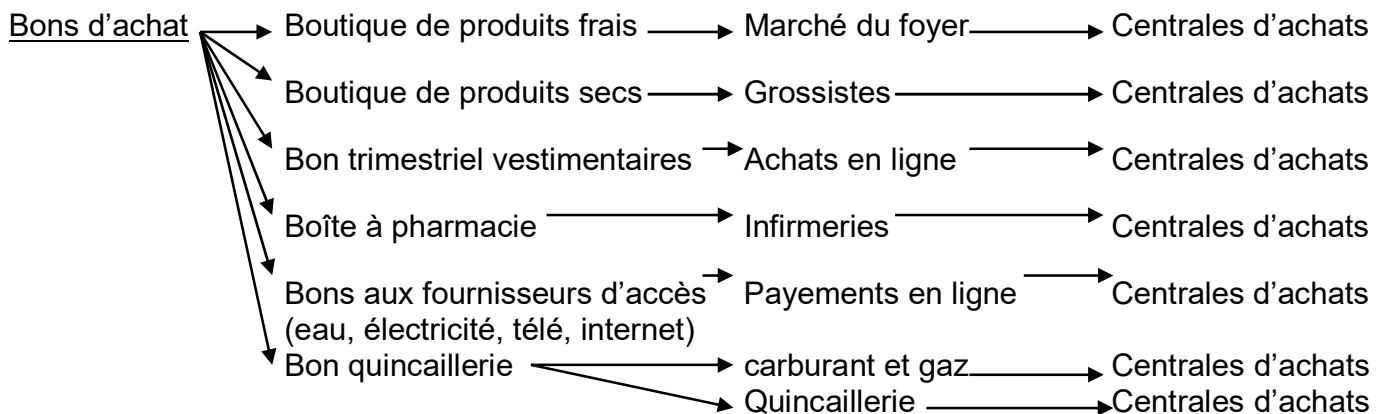 Bons d’achat Boutique de produits frais Marché du foyer Centrales d’achats
Boutique de produits secs Grossistes Centrales d’achats
Bon trimestriel vestimentaires Achats en ligne Centrales d’achats
Boîte à pharmacie Infirmeries Centrales d’achats
Bons aux fournisseurs d’accès Payements en ligne Centrales d’achats
(eau, électricité, télé, internet)
Bon quincaillerie carburant et gaz Centrales d’achats
Quincaillerie Centrales d’achats